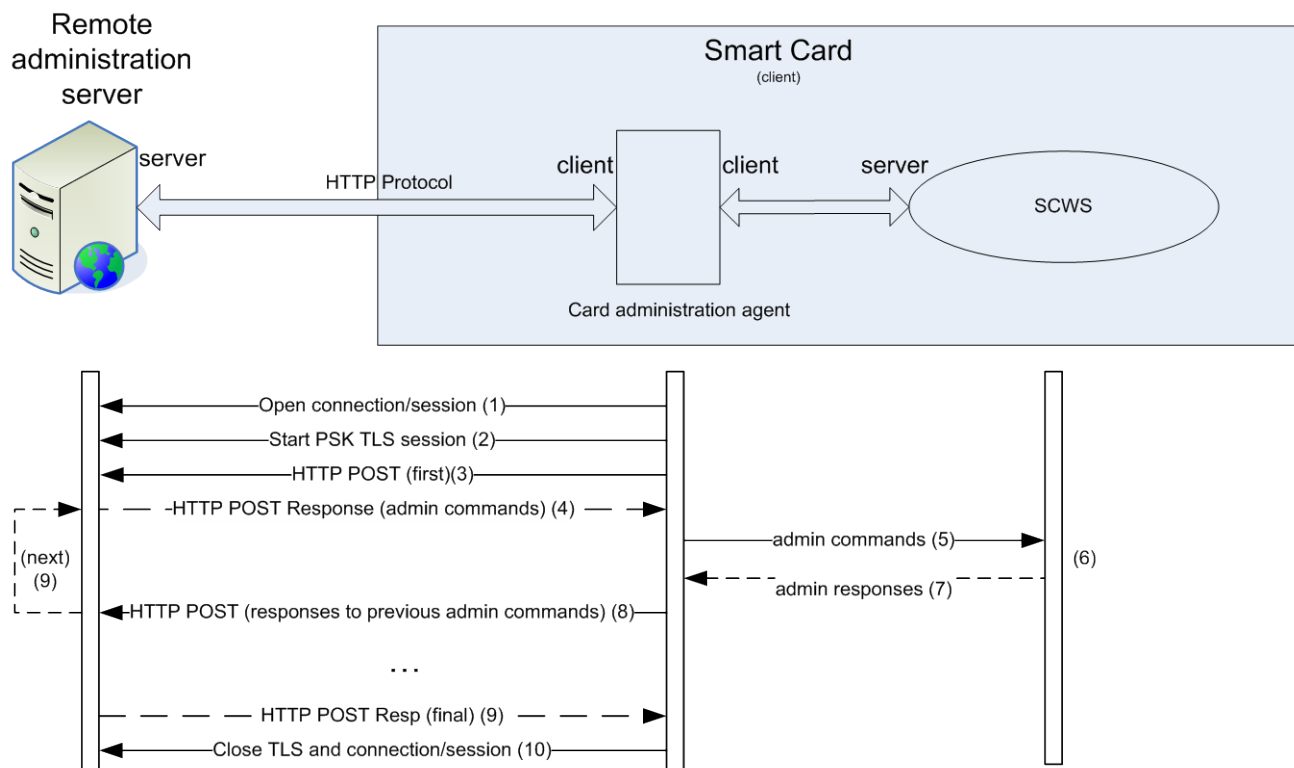 Remote
administration
server
Smart Card
(client)
server
HTTP Protocol
client
client
server
SCWS
Card administration agent
Open connection/session (1)
Start PSK TLS session (2)
HTTP POST (first)(3)
HTTP POST Response (admin commands) (4)
admin commands (5)
(6)
(next)
(9)
admin responses (7)
HTTP POST (responses to previous admin commands) (8)
...
HTTP POST Resp (final) (9)
Close TLS and connection/session (10)